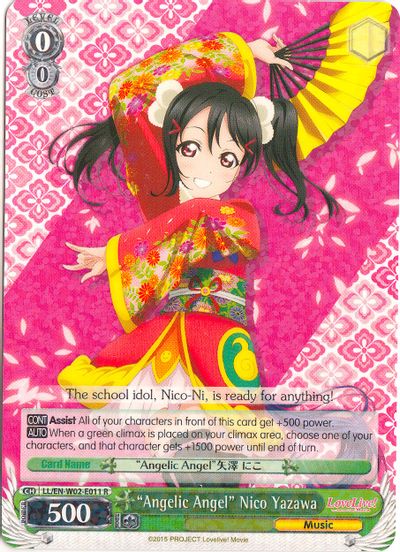 LEVEL
0
0
COST
The school idol, Nico-Ni, is ready for anything!
CONT Assist All of your characters in front of this card get +500 power.
AUTO When a green climax is placed on your climax area, choose one of your
characters, and that character gets +1500 power until end of turn.
Card Name "Angelic Angel"矢澤 にこ
CH LL/EN-W02-E011 R
POWER 500
"Angelic Angel" Nico Yazawa
LoveLive!
Music
©2015 PROJECT Lovelive! Movie